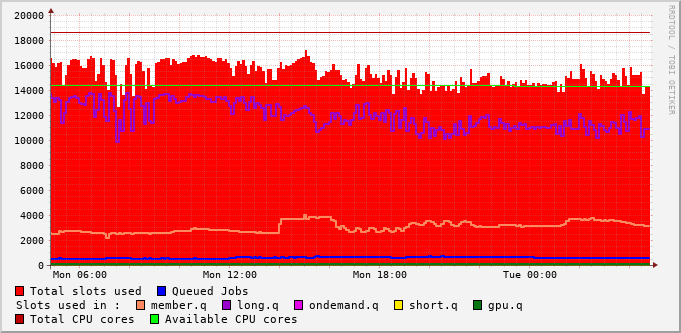 20000
18000
16000
14000
12000
10000
8000
6000
4000
2000
0
Mon 06:00 Mon 12:00 Mon 18:00 Tue 00:00
RRDTOOL / TOBI OETIKER
Total slots used Queued Jobs
Slots used in : member.q long.q ondemand.q short.q gpu.q
Total CPU cores Available CPU cores